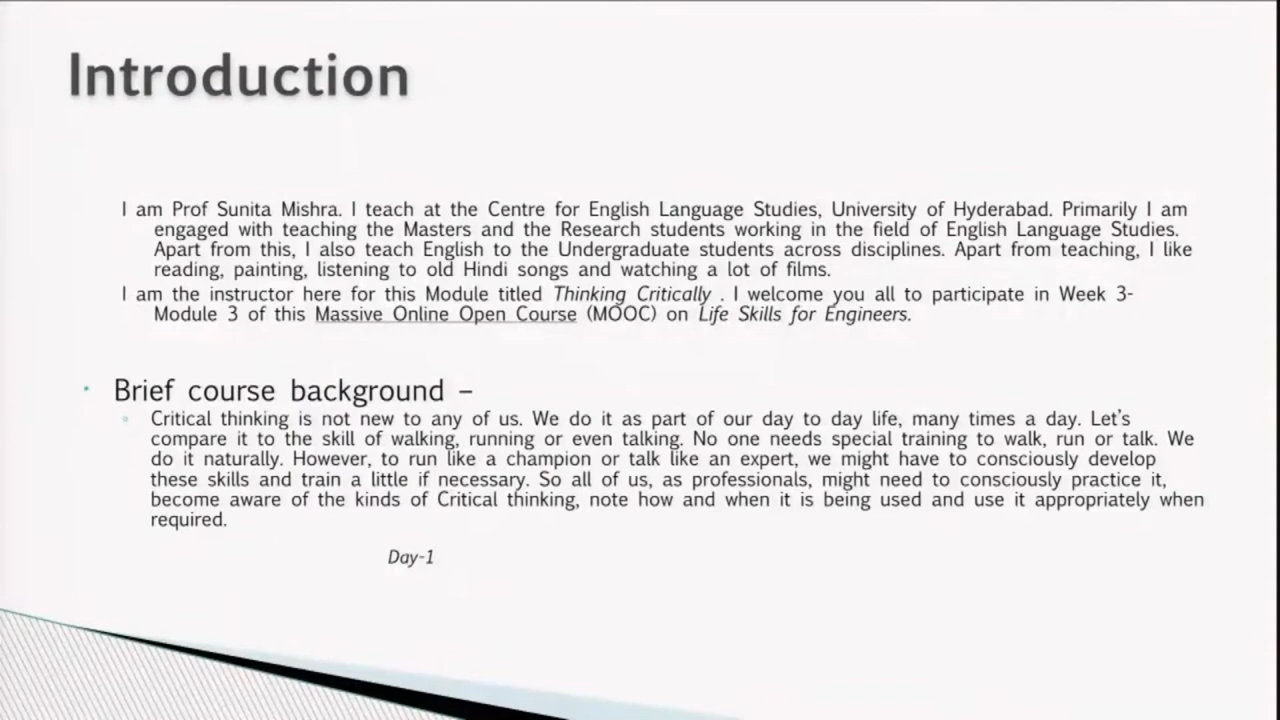 Introduction
I am Prof Sunita Mishra. I teach at the Centre for English Language Studies, University of Hyderabad. Primarily I am
engaged with teaching the Masters and the Research students working in the field of English Language Studies.
Apart from this, I also teach English to the Undergraduate students across disciplines. Apart from teaching, I like
reading, painting, listening to old Hindi songs and watching a lot of films.
I am the instructor here for this Module titled Thinking Critically . I welcome you all to participate in Week 3-
Module 3 of this Massive Online Open Course (MOOC) on Life Skills for Engineers.
Brief course background –
Critical thinking is not new to any of us. We do it as part of our day to day life, many times a day. Let's
compare it to the skill of walking, running or even talking. No one needs special training to walk, run or talk. We
do it naturally. However, to run like a champion or talk like an expert, we might have to consciously develop
these skills and train a little if necessary. So all of us, as professionals, might need to consciously practice it,
become aware of the kinds of Critical thinking, note how and when it is being used and use it appropriately when
required.
Day-1